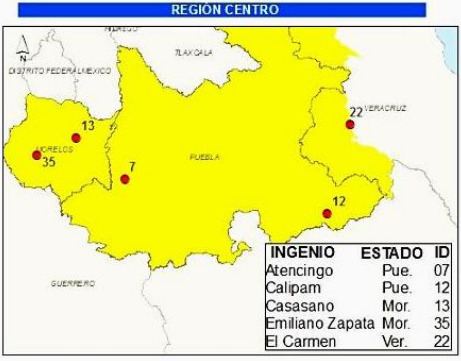 REGIÓN CENTRO
HIDALGO
N
TLAXCALA
DISTRITO FEDERAL MEXICO
22 VERACRUZ
13
MORELOS
35
PUEBLA
7
12
GUERRERO
INGENIO ESTADO ID
Atencingo Pue. 07
Calipam Pue. 12
Casasano Mor. 13
Emiliano Zapata Mor. 35
El Carmen Ver. 22